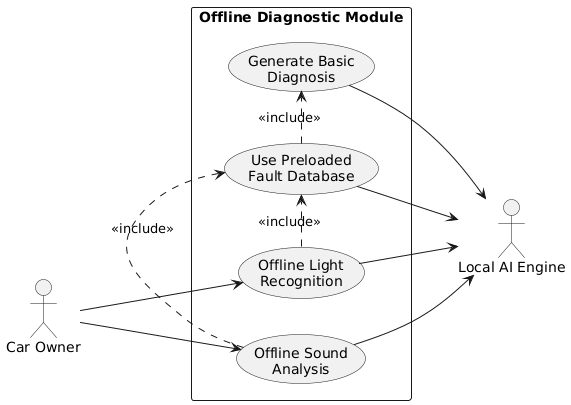 Offline Diagnostic Module
Generate Basic
Diagnosis
«include»
Use Preloaded
Fault Database
«include»
«include»
Offline Light
Recognition
Local AI Engine
Car Owner
Offline Sound
Analysis